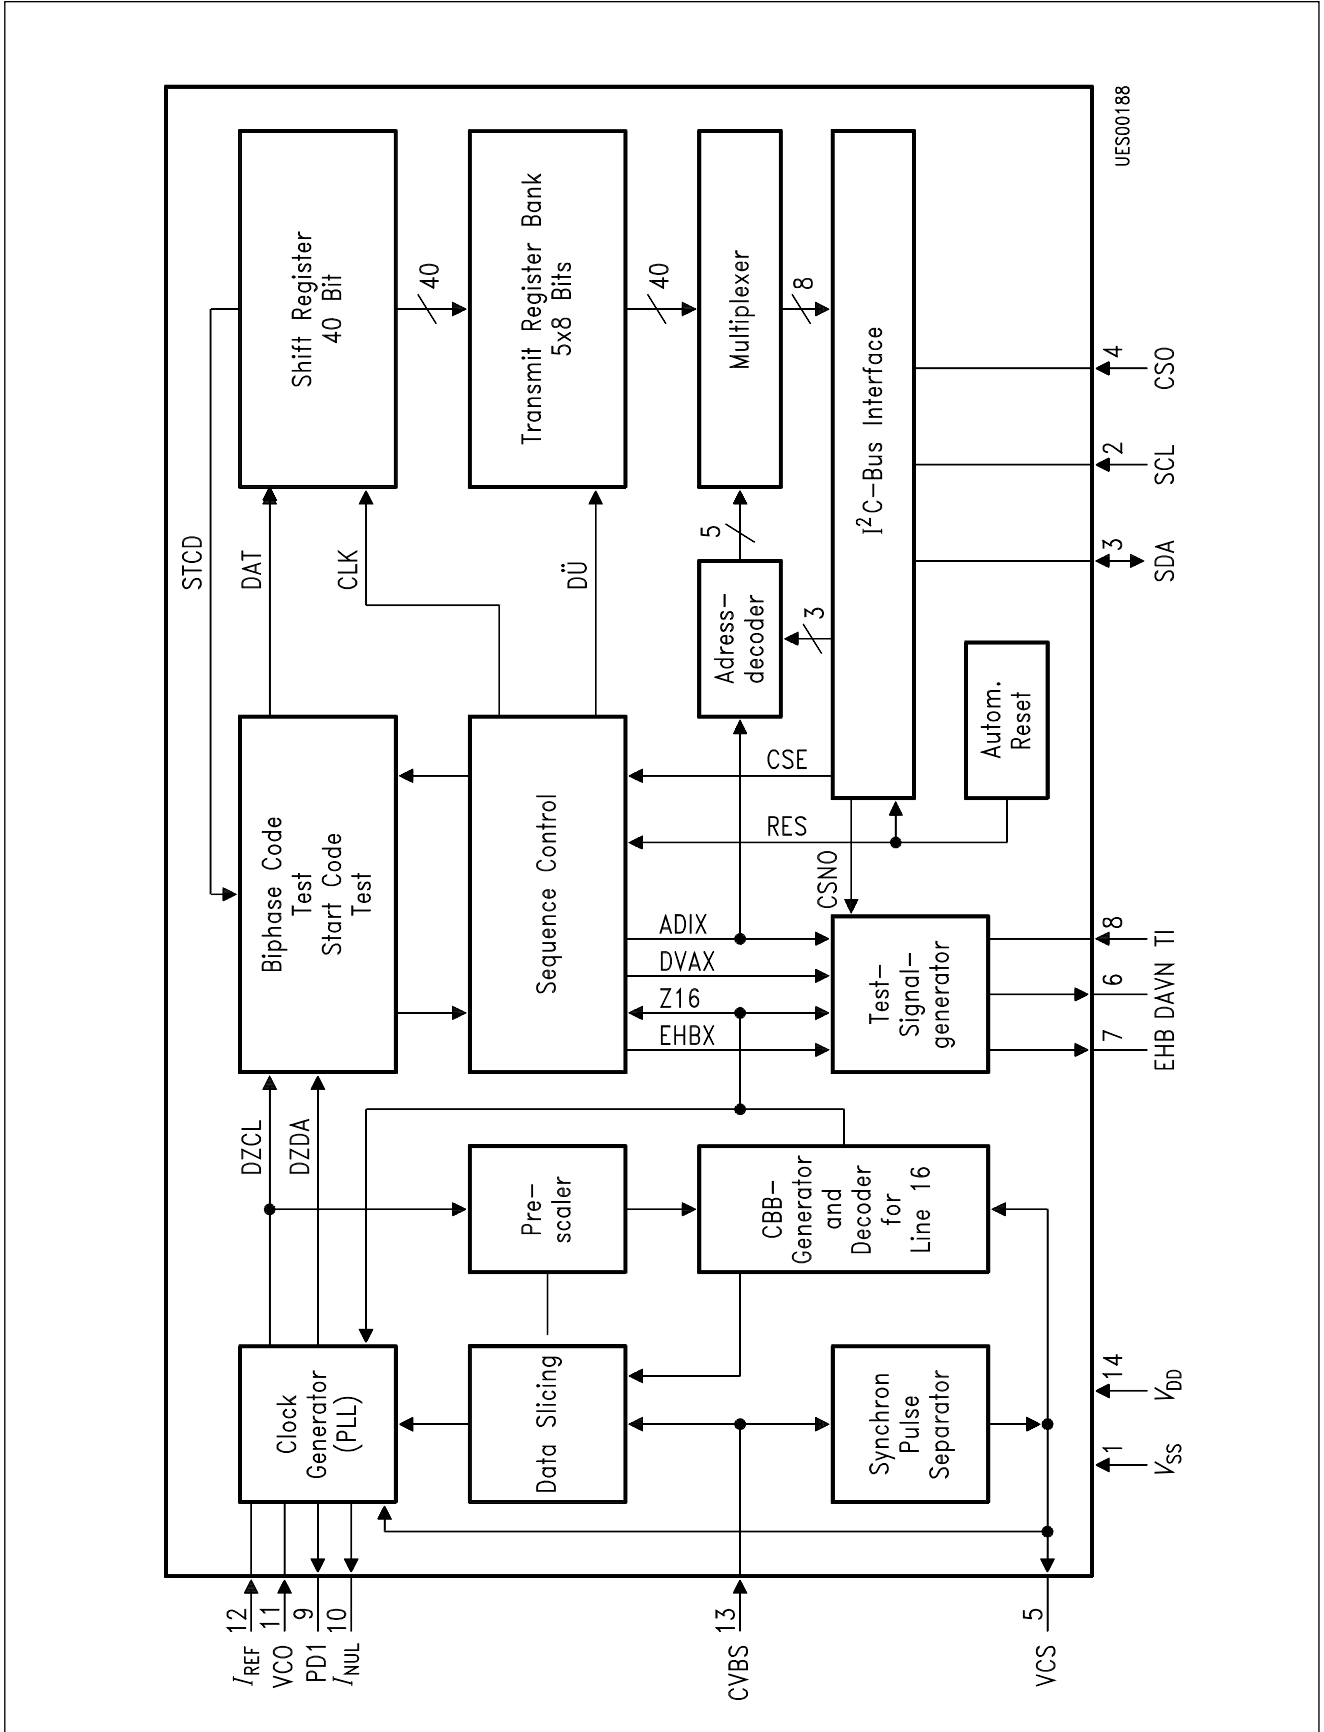 UES00188
Shift Register
40 Bit
Transmit Register Bank
5x8 Bits
Multiplexer
I²C-Bus Interface
40
40
8
STCD
DAT
CLK
DÜ
5
3
Adress-
decoder
Autom.
Reset
4
CSO
2
SCL
3
SDA
Biphase Code
Test
Start Code
Test
Sequence Control
CSE
RES
CSNO
ADIX
DVAX
Z16
EHBX
Test-
Signal-
generator
8
TI
6
DAVN
7
EHB
DZCL
DZDA
Pre-
scaler
CBB-
Generator
and
Decoder
for
Line 16
Clock
Generator
(PLL)
Data Slicing
Synchron
Pulse
Separator
14
VDD
1
VSS
IREF 12
VCO 11
PD1 9
INUL 10
CVBS 13
VCS 5